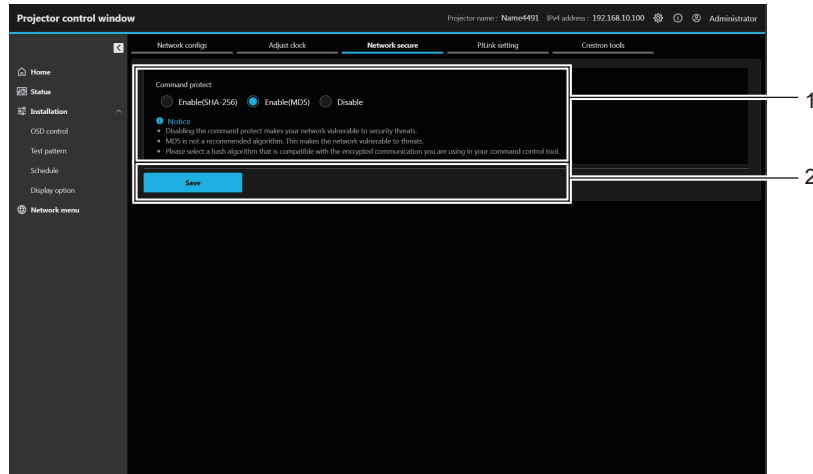 Projector control window
Projector name : Name4491 IPv4 address : 192.168.10.100 Administrator
Network configs Adjust clock Network secure PJLink setting Crestron tools
Home
Status
Installation
OSD control
Test pattern
Schedule
Display option
Network menu
Command protect
Enable(SHA-256) Enable(MD5) Disable
Notice
• Disabling the command protect makes your network vulnerable to security threats.
• MD5 is not a recommended algorithm. This makes the network vulnerable to threats.
• Please select a hash algorithm that is compatible with the encrypted communication you are using in your command control tool.
Save
1
2